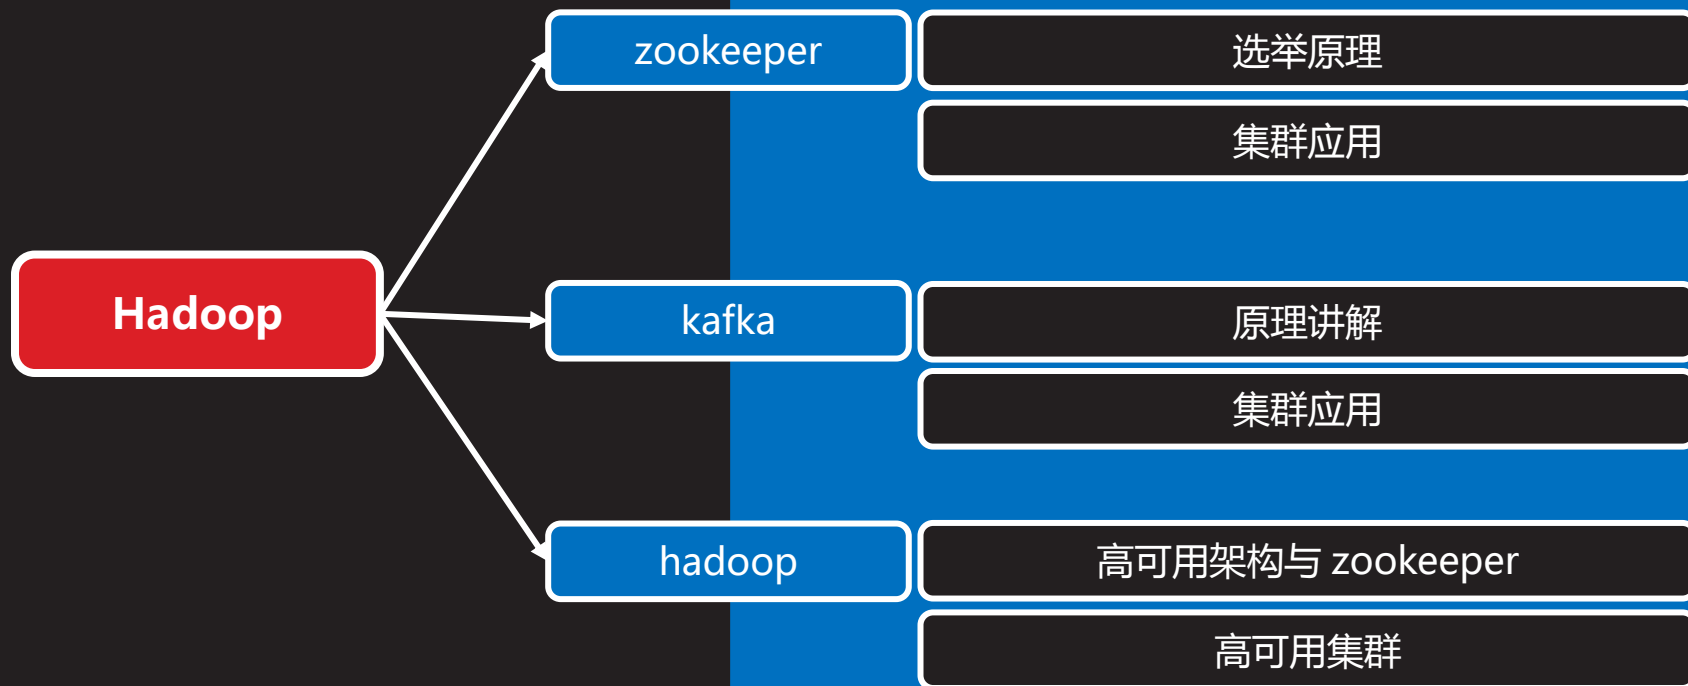 Hadoop
zookeeper
选举原理
集群应用
kafka
原理讲解
集群应用
hadoop
高可用架构与 zookeeper
高可用集群